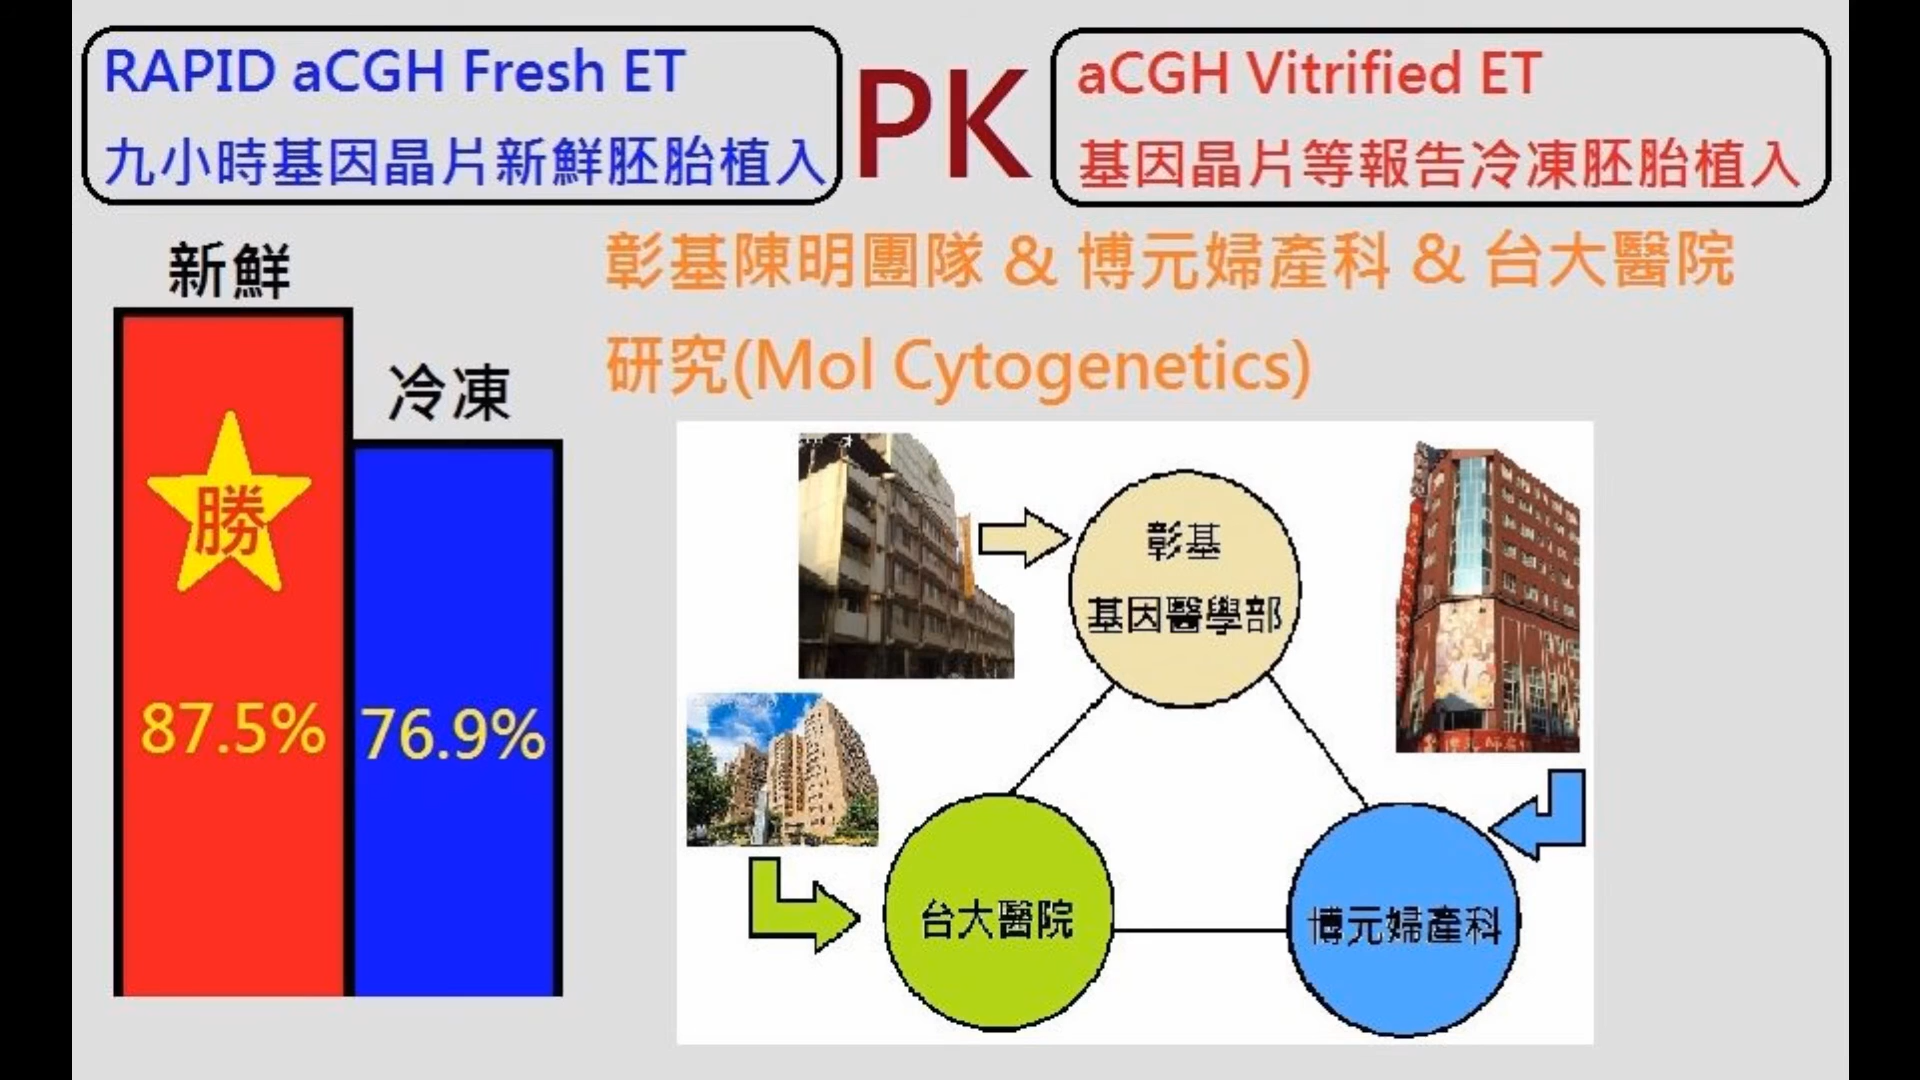 RAPID aCGH Fresh ET
九小時基因晶片新鮮胚胎植入
PK
aCGH Vitrified ET
基因晶片等報告冷凍胚胎植入
新鮮
冷凍
勝
87.5%
76.9%
彰基陳明團隊 & 博元婦產科 & 台大醫院
研究(Mol Cytogenetics)
彰基
基因醫學部
台大醫院
博元婦產科